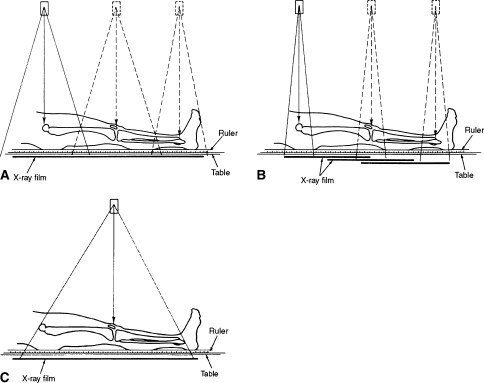 Ruler
Table
X-ray film
A
Ruler
Table
X-ray film
B
Ruler
Table
X-ray film
C